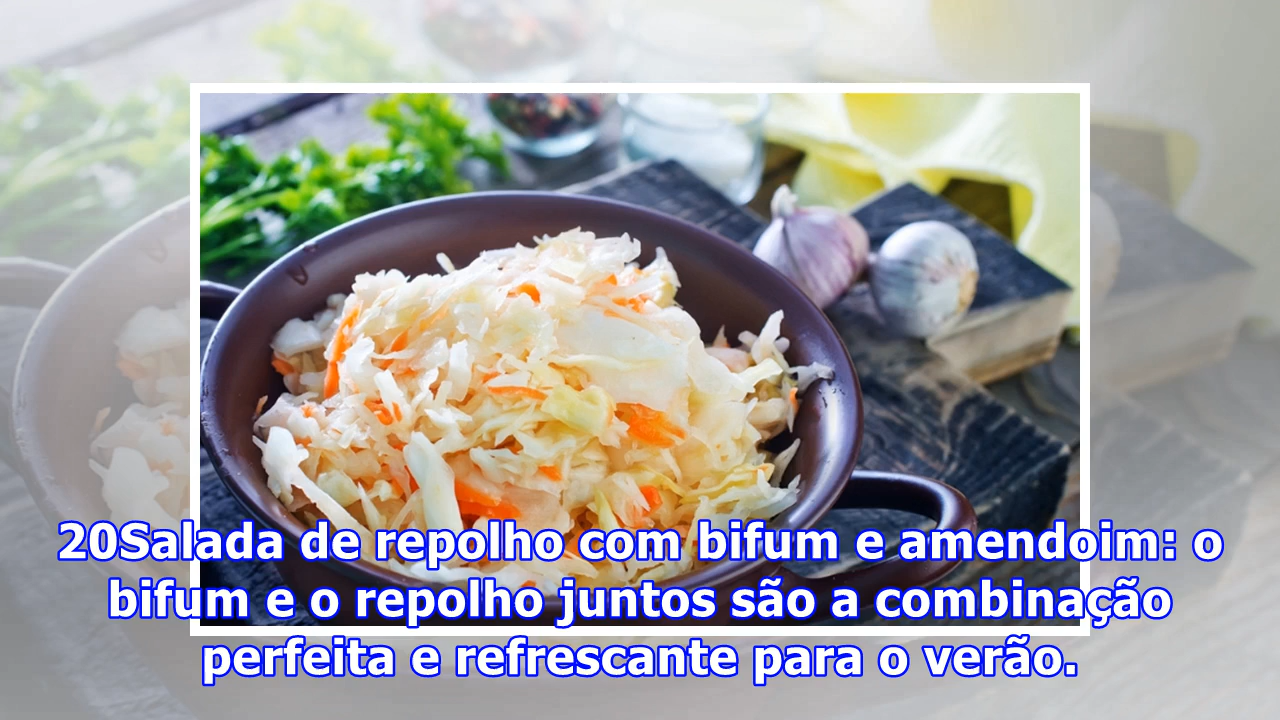 20Salada de repolho com bifum e amendoim: o
bifum e o repolho juntos são a combinação
perfeita e refrescante para o verão.